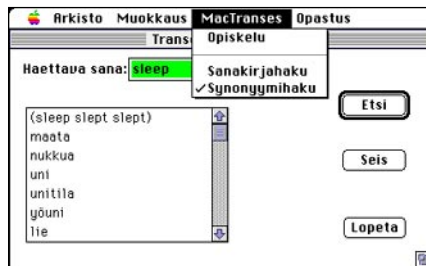 Arkisto Muokkaus MacTranses Opastus
Trans
Opiskelu
Sanakirjahaku
✓Synonyymihaku
Haettava sana: sleep
Etsi
(sleep slept slept)
maata
nukkua
uni
unitila
yöuni
lie
Seis
Lopeta